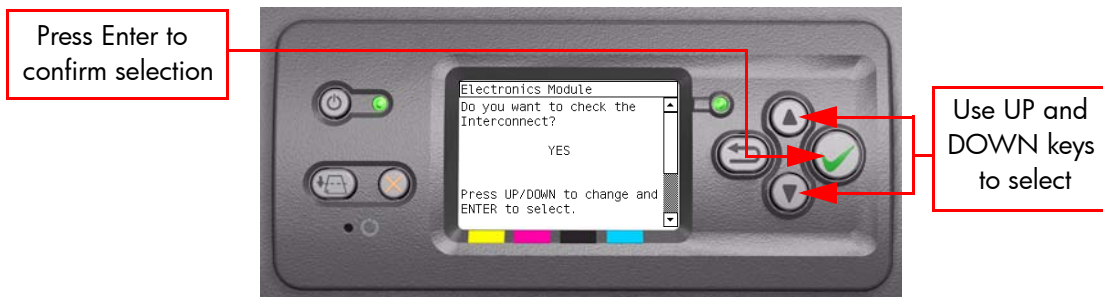 Press Enter to
confirm selection
Electronics Module
Do you want to check the
Interconnect?
YES
Press UP/DOWN to change and
ENTER to select.
Use UP and
DOWN keys
to select